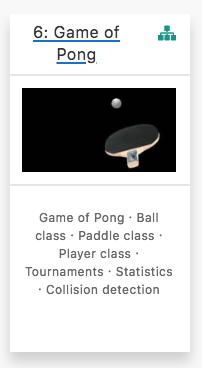 6: Game of
Pong
Game of Pong · Ball
class · Paddle class ·
Player class ·
Tournaments · Statistics
· Collision detection